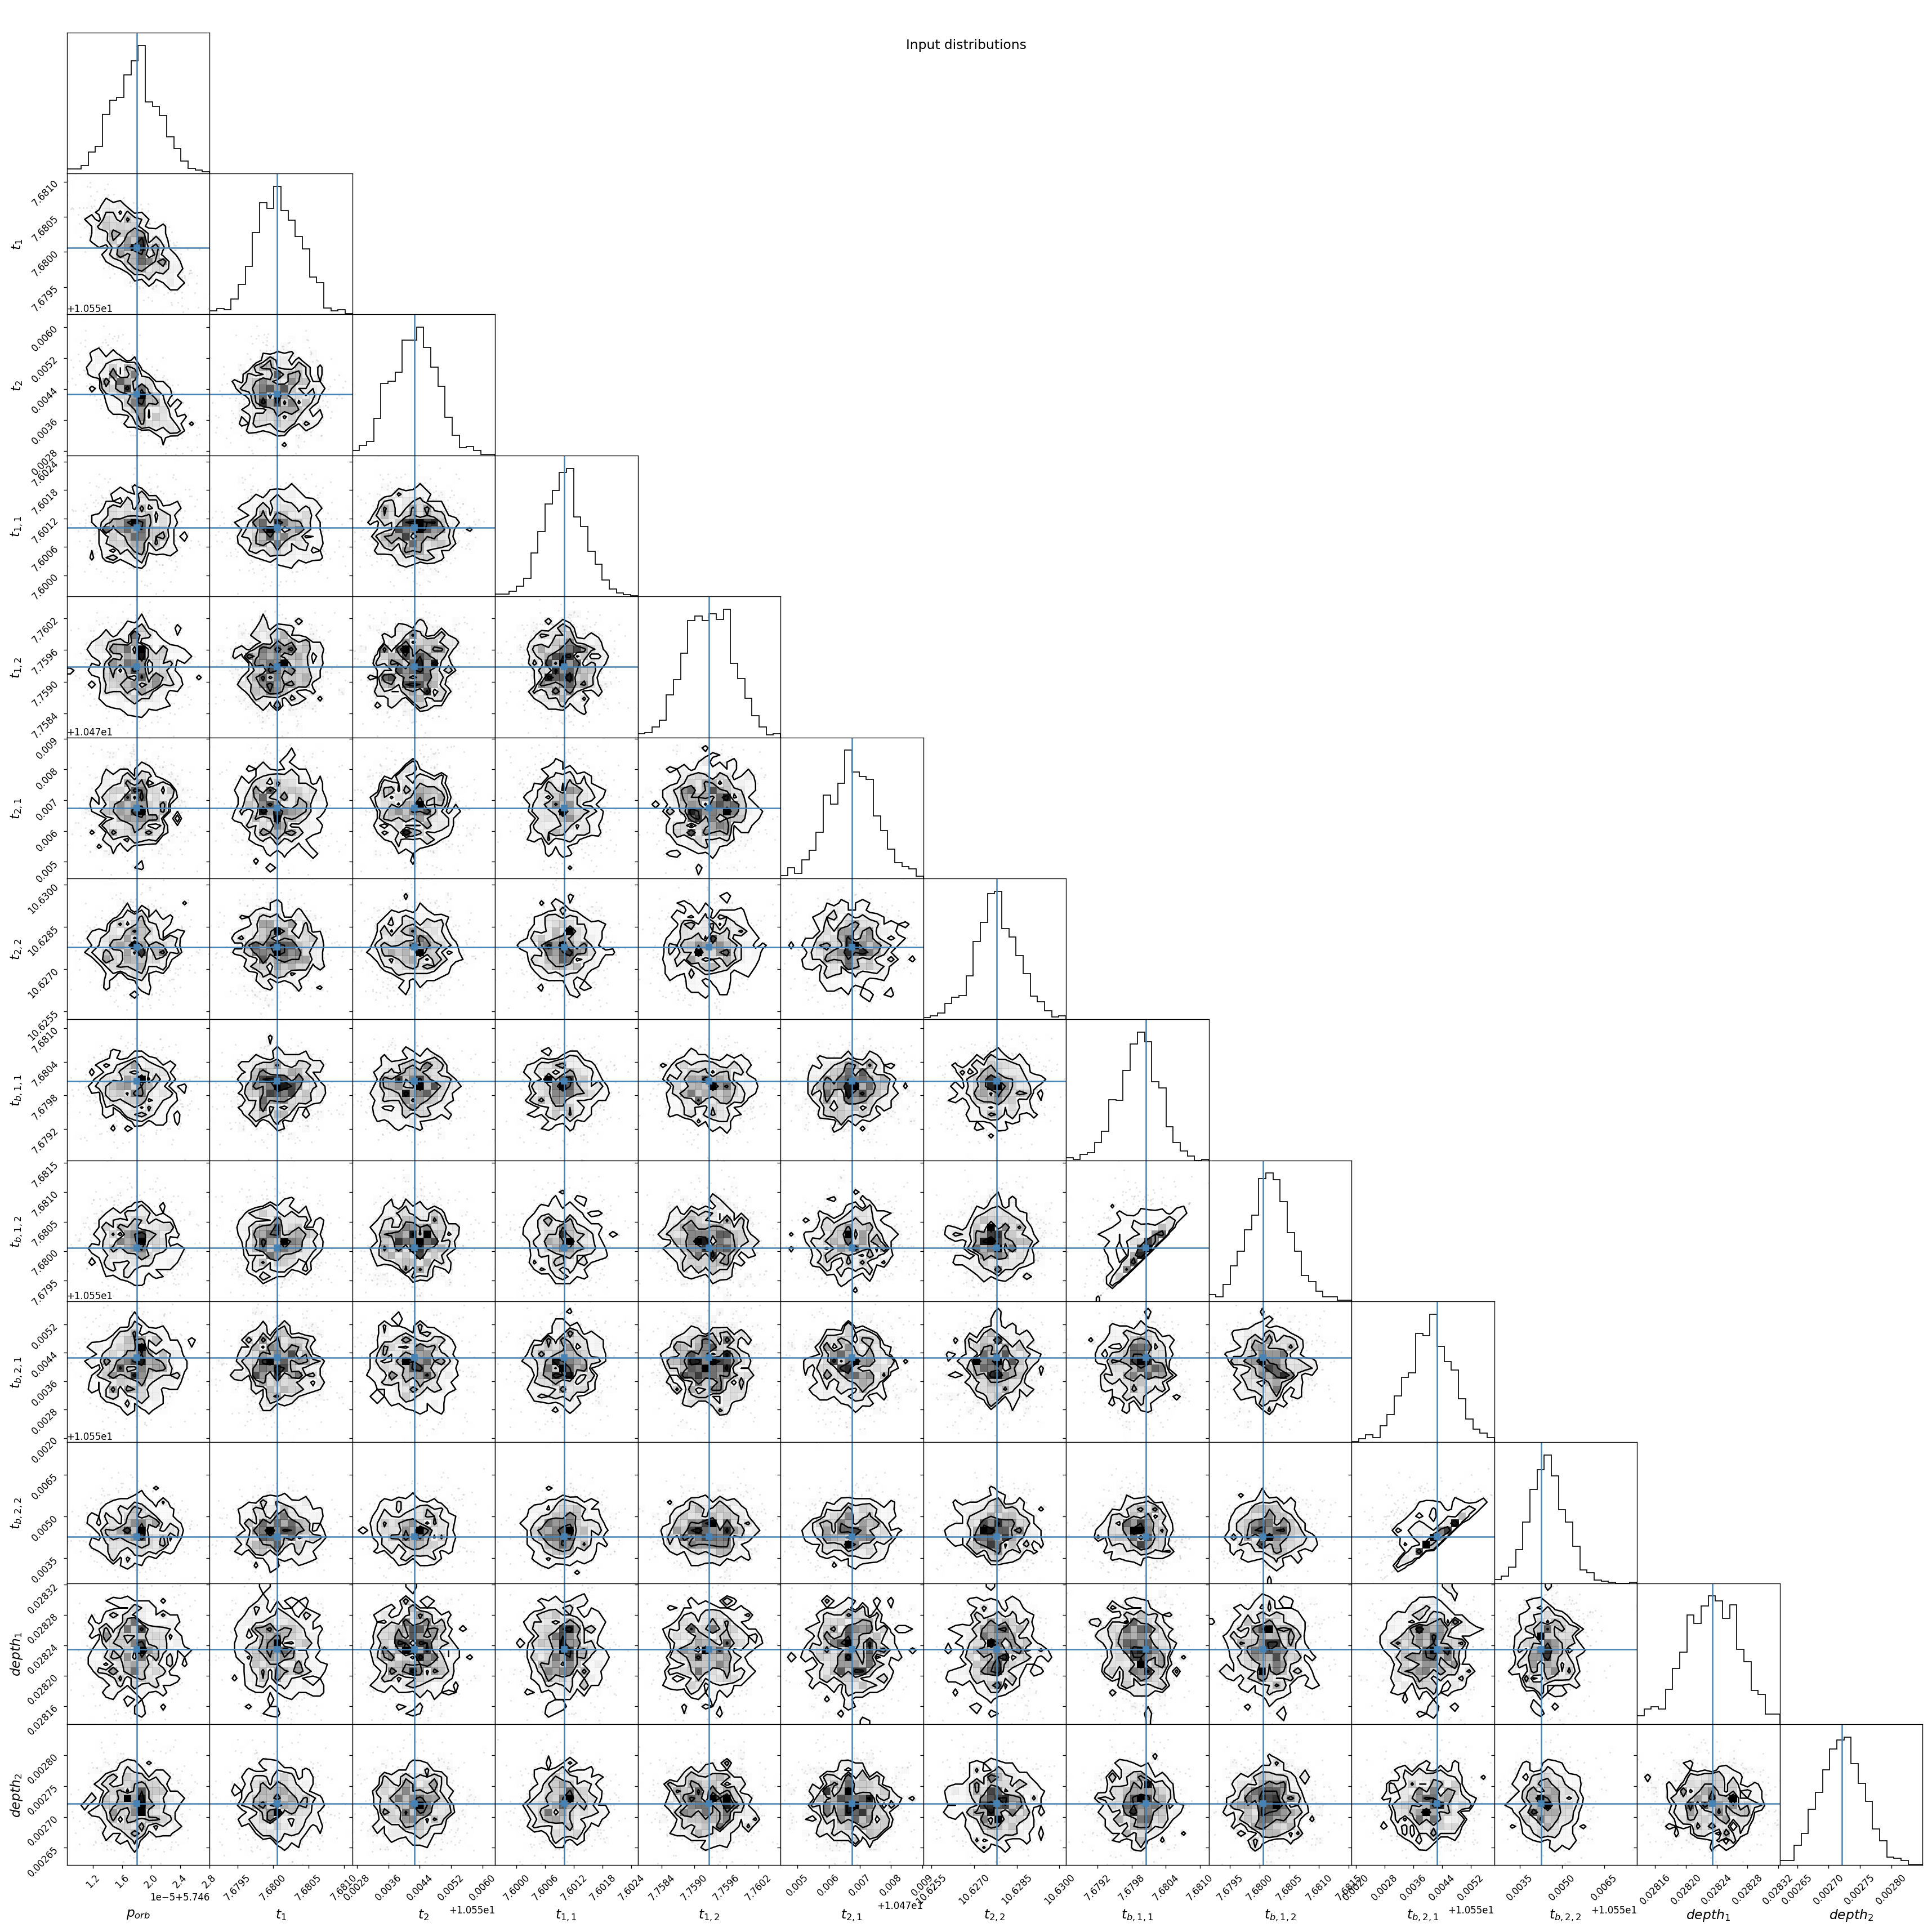 Input distributions
7.6810
7.6805
t_1
7.6800
7.6795
+1.055e1
0.0060
0.0052
t_2
0.0044
0.0036
0.0028
7.6024
7.6018
t_{1,1}
7.6012
7.6006
7.6000
7.7602
7.7596
t_{1,2}
7.7590
7.7584
+1.047e1
0.009
0.008
t_{2,1}
0.007
0.006
0.005
10.6300
10.6285
t_{2,2}
10.6270
10.6255
7.6810
7.6804
t_{b,1,1}
7.6798
7.6792
7.6815
7.6810
t_{b,1,2}
7.6805
7.6800
7.6795
+1.055e1
0.0052
0.0044
t_{b,2,1}
0.0036
0.0028
0.0020
+1.055e1
0.0065
t_{b,2,2}
0.0050
0.0035
0.02832
0.02828
depth_1
0.02824
0.02820
0.02816
0.00280
0.00275
depth_2
0.00270
0.00265
1.2 1.6 2.0 2.4 2.8
1e-5+5.746
p_{orb}
7.6795 7.6800 7.6805 7.6810
t_1
0.0028 0.0036 0.0044 0.0052 0.0060
+1.055e1
t_2
7.6000 7.6006 7.6012 7.6018 7.6024
t_{1,1}
7.7584 7.7590 7.7596 7.7602
t_{1,2}
0.005 0.006 0.007 0.008 0.009
+1.047e1
t_{2,1}
10.6255 10.6270 10.6285 10.6300
t_{2,2}
7.6792 7.6798 7.6804 7.6810
t_{b,1,1}
7.6795 7.6800 7.6805 7.6810 7.6815
t_{b,1,2}
0.0020 0.0028 0.0036 0.0044 0.0052
+1.055e1
t_{b,2,1}
0.0035 0.0050 0.0065
+1.055e1
t_{b,2,2}
0.02816 0.02820 0.02824 0.02828 0.02832
depth_1
0.00265 0.00270 0.00275 0.00280
depth_2